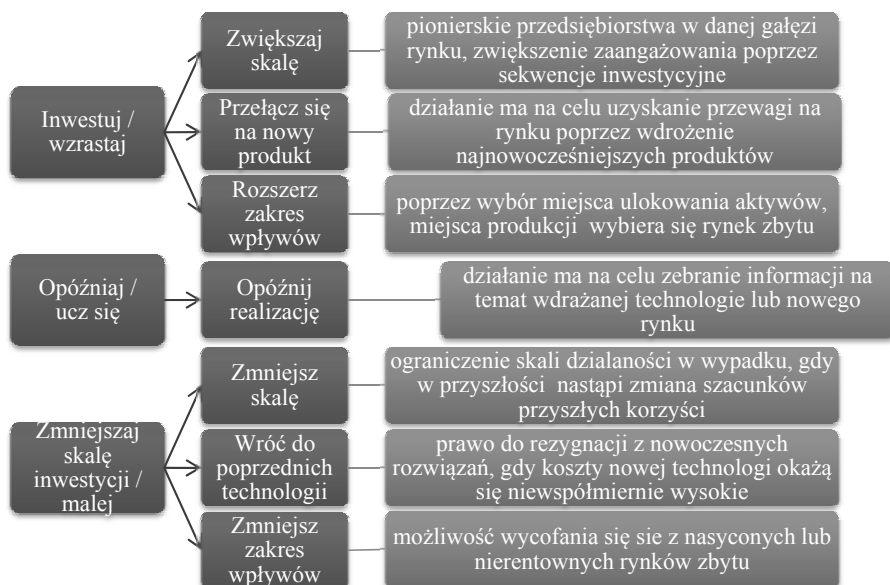 Inwestuj /
wzrastaj
Zwiększaj
skalę
pionierskie przedsiębiorstwa w danej gałęzi
rynku, zwiększenie zaangażowania poprzez
sekwencje inwestycyjne
Przełącz się
na nowy
produkt
działanie ma na celu uzyskanie przewagi na
rynku poprzez wdrożenie
najnowocześniejszych produktów
Rozszerz
zakres
wpływów
poprzez wybór miejsca ulokowania aktywów,
miejsca produkcji wybiera się rynek zbytu
Opóźniaj /
ucz się
Opóźnij
realizację
działanie ma na celu zebranie informacji na
temat wdrażanej technologie lub nowego
rynku
Zmniejszaj
skalę
inwestycji /
malej
Zmniejsz
skalę
ograniczenie skali dzialaności w wypadku, gdy
w przyszłości nastąpi zmiana szacunków
przyszłych korzyści
Wróć do
poprzednich
technologii
prawo do rezygnacji z nowoczesnych
rozwiązań, gdy koszty nowej technologi okażą
się niewspółmiernie wysokie
Zmniejsz
zakres
wpływów
możliwość wycofania się sie z nasyconych lub
nierentownych rynków zbytu